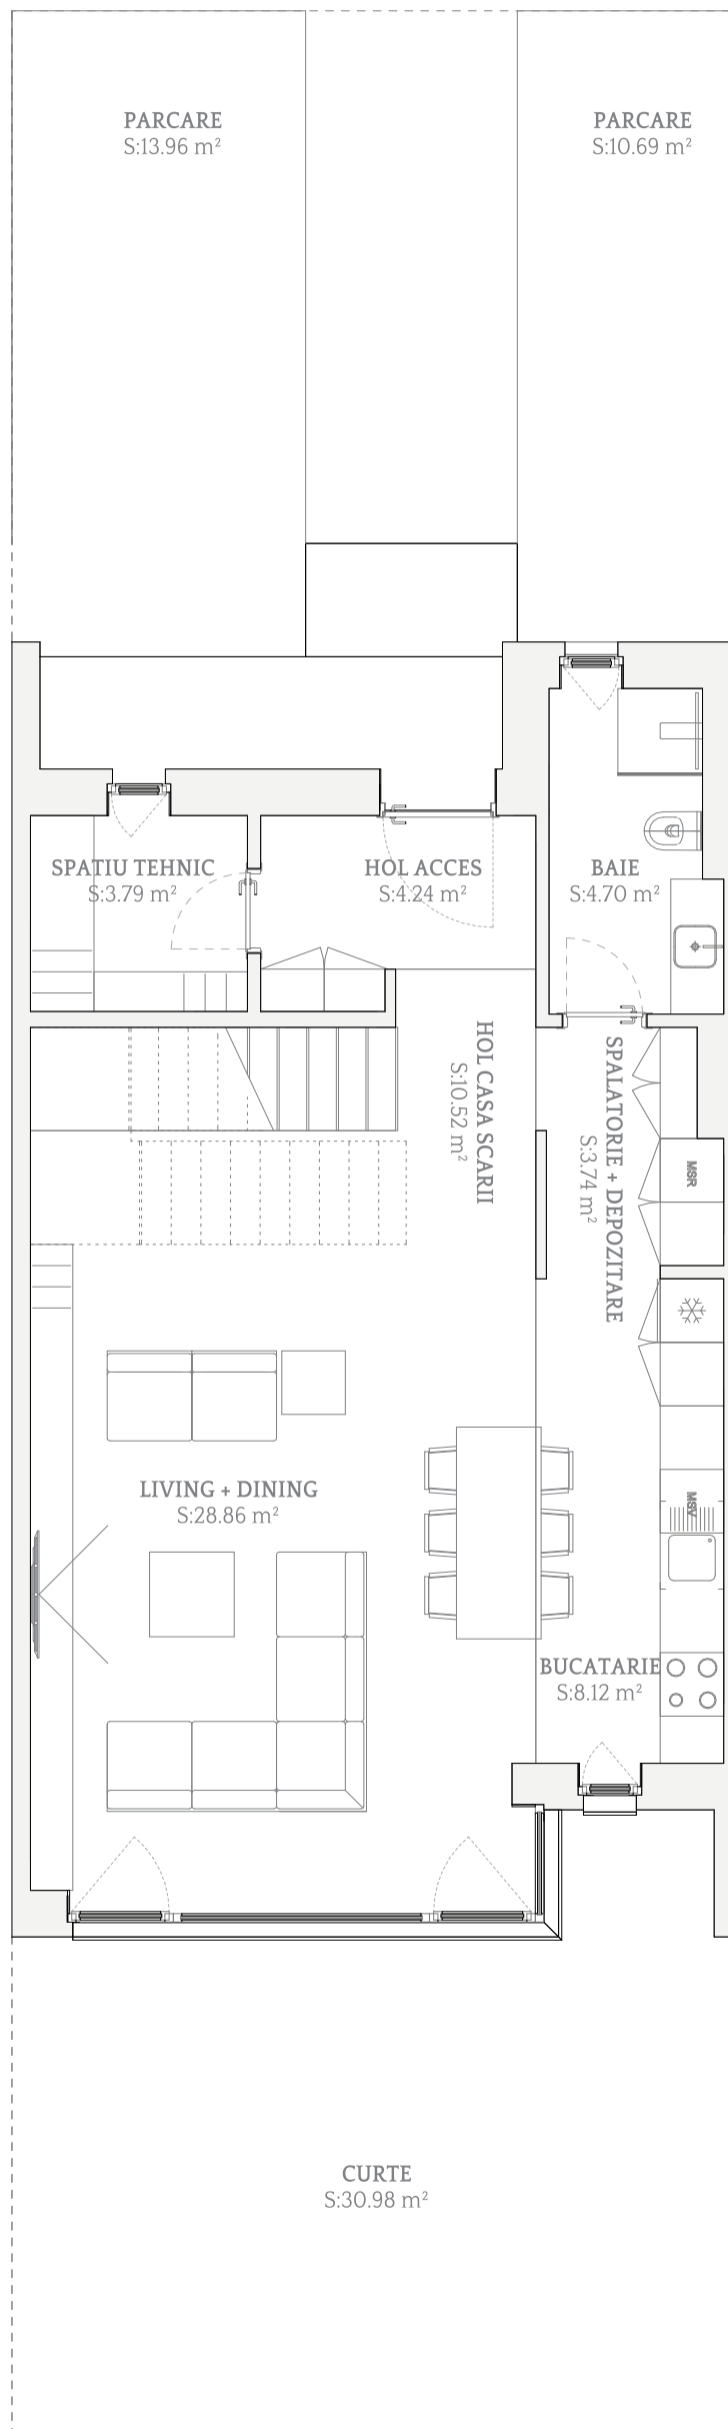 PARCARE
S:13.96 m²
PARCARE
S:10.69 m²
SPATIU TEHNIC
S:3.79 m²
HOL ACCES
S:4.24 m²
BAIE
S:4.70 m²
HOL CASA SCARII
S:10.52 m²
SPALATORIE + DEPOZITARE
S:3.74 m²
MSR
LIVING + DINING
S:28.86 m²
MSV
BUCATARIE
S:8.12 m²
CURTE
S:30.98 m²